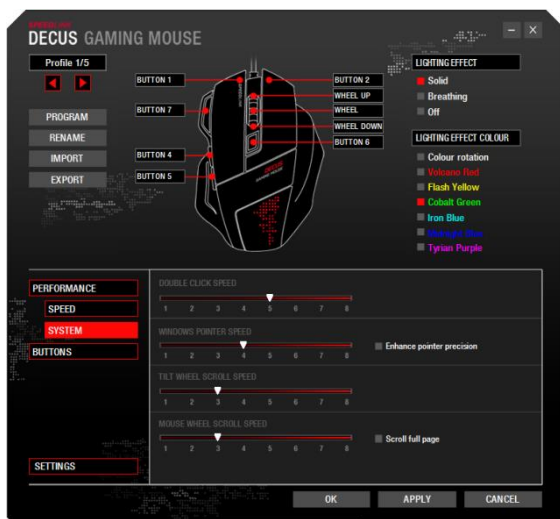 SPEEDLINK
DECUS GAMING MOUSE
Profile 1/5
PROGRAM
RENAME
IMPORT
EXPORT
BUTTON 1
BUTTON 7
BUTTON 4
BUTTON 5
BUTTON 2
WHEEL UP
WHEEL
WHEEL DOWN
BUTTON 6
DECUS
GAMING MOUSE
LIGHTING EFFECT
Solid
Breathing
Off
LIGHTING EFFECT COLOUR
Colour rotation
Volcano Red
Flash Yellow
Cobalt Green
Iron Blue
Midnight Blue
Tyrian Purple
PERFORMANCE
SPEED
SYSTEM
BUTTONS
SETTINGS
DOUBLE CLICK SPEED
1 2 3 4 5 6 7 8
WINDOWS POINTER SPEED
1 2 3 4 5 6 7 8
Enhance pointer precision
TILT WHEEL SCROLL SPEED
1 2 3 4 5 6 7 8
MOUSE WHEEL SCROLL SPEED
1 2 3 4 5 6 7 8
Scroll full page
OK
APPLY
CANCEL